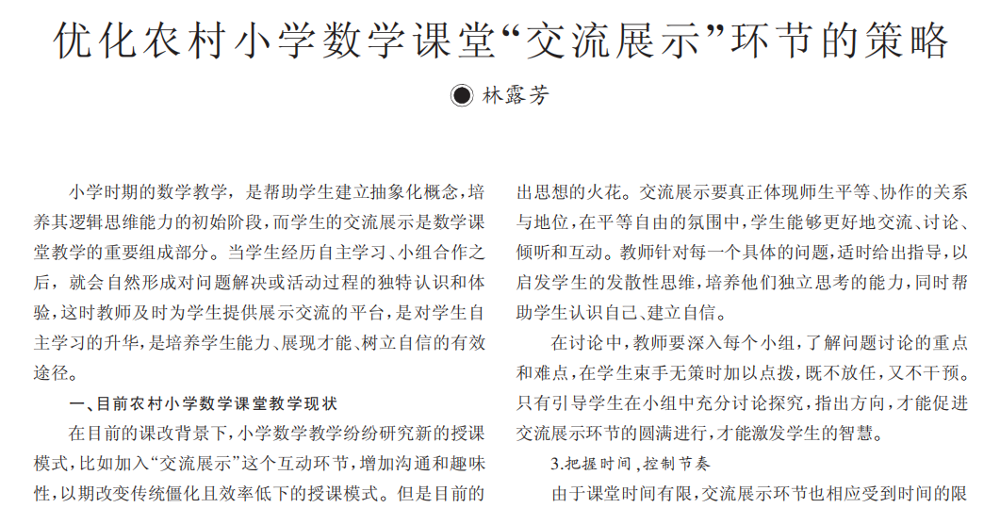 优化农村小学数学课堂“交流展示”环节的策略
林露芳
小学时期的数学教学，是帮助学生建立抽象化概念，培
养其逻辑思维能力的初始阶段，而学生的交流展示是数学课
堂教学的重要组成部分。当学生经历自主学习、小组合作之
后，就会自然形成对问题解决或活动过程的独特认识和体
验，这时教师及时为学生提供展示交流的平台，是对学生自
主学习的升华，是培养学生能力、展现才能、树立自信的有效
途径。
一、目前农村小学数学课堂教学现状
在目前的课改背景下，小学数学教学纷纷研究新的授课
模式，比如加入“交流展示”这个互动环节，增加沟通和趣味
性，以期改变传统僵化且效率低下的授课模式。但是目前的
出思想的火花。交流展示要真正体现师生平等、协作的关系
与地位，在平等自由的氛围中，学生能够更好地交流、讨论、
倾听和互动。教师针对每一个具体的问题，适时给出指导，以
启发学生的发散性思维，培养他们独立思考的能力，同时帮
助学生认识自己、建立自信。
在讨论中，教师要深入每个小组，了解问题讨论的重点
和难点，在学生束手无策时加以点拨，既不放任，又不干预。
只有引导学生在小组中充分讨论探究，指出方向，才能促进
交流展示环节的圆满进行，才能激发学生的智慧。
3.把握时间，控制节奏
由于课堂时间有限，交流展示环节也相应受到时间的限